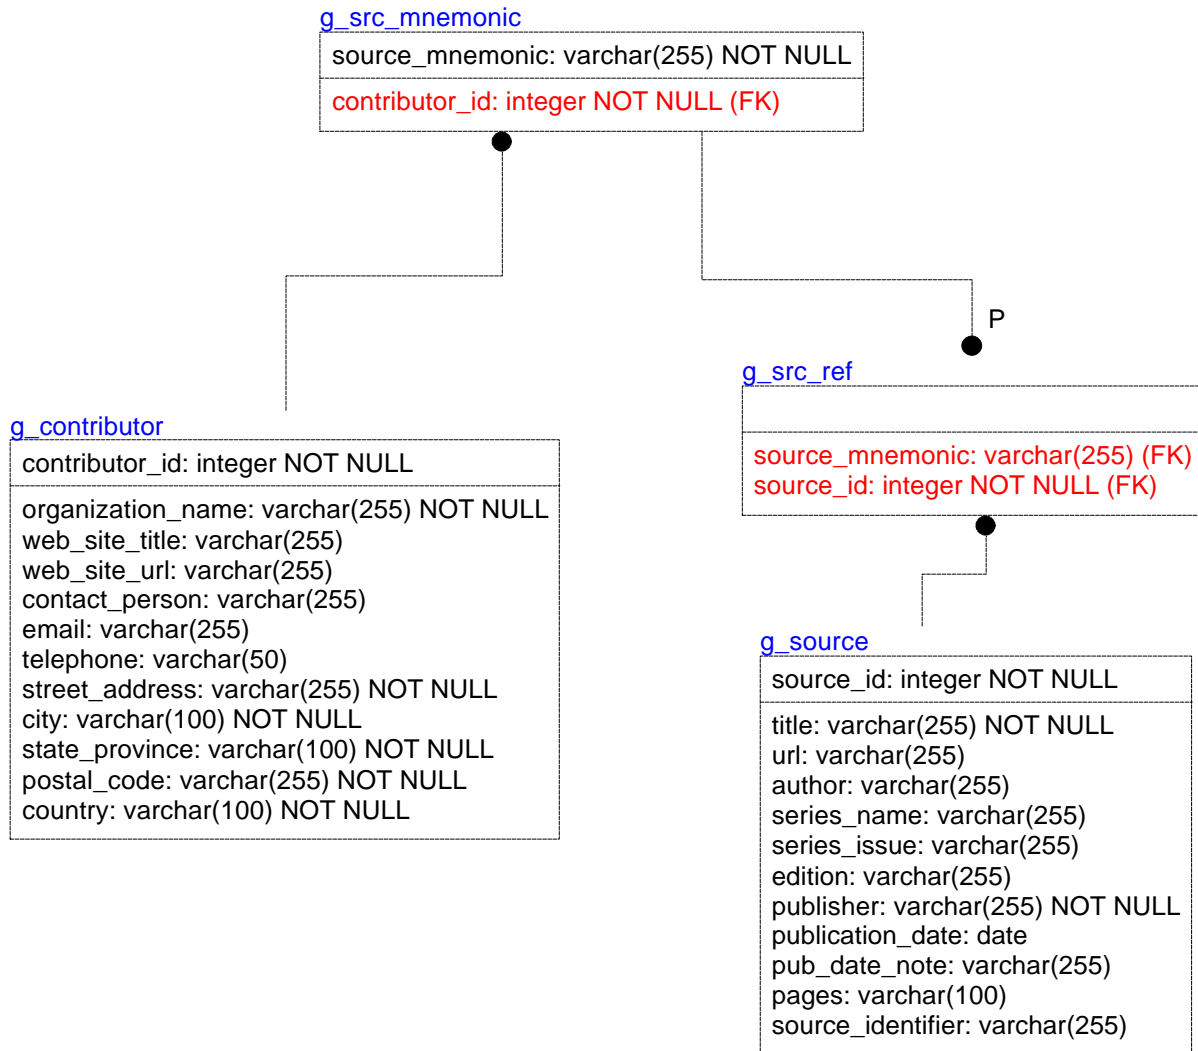 g_src_mnemonic
source_mnemonic: varchar(255) NOT NULL
contributor_id: integer NOT NULL (FK)
P
g_src_ref
source_mnemonic: varchar(255) (FK)
source_id: integer NOT NULL (FK)
g_contributor
contributor_id: integer NOT NULL
organization_name: varchar(255) NOT NULL
web_site_title: varchar(255)
web_site_url: varchar(255)
contact_person: varchar(255)
email: varchar(255)
telephone: varchar(50)
street_address: varchar(255) NOT NULL
city: varchar(100) NOT NULL
state_province: varchar(100) NOT NULL
postal_code: varchar(255) NOT NULL
country: varchar(100) NOT NULL
g_source
source_id: integer NOT NULL
title: varchar(255) NOT NULL
url: varchar(255)
author: varchar(255)
series_name: varchar(255)
series_issue: varchar(255)
edition: varchar(255)
publisher: varchar(255) NOT NULL
publication_date: date
pub_date_note: varchar(255)
pages: varchar(100)
source_identifier: varchar(255)